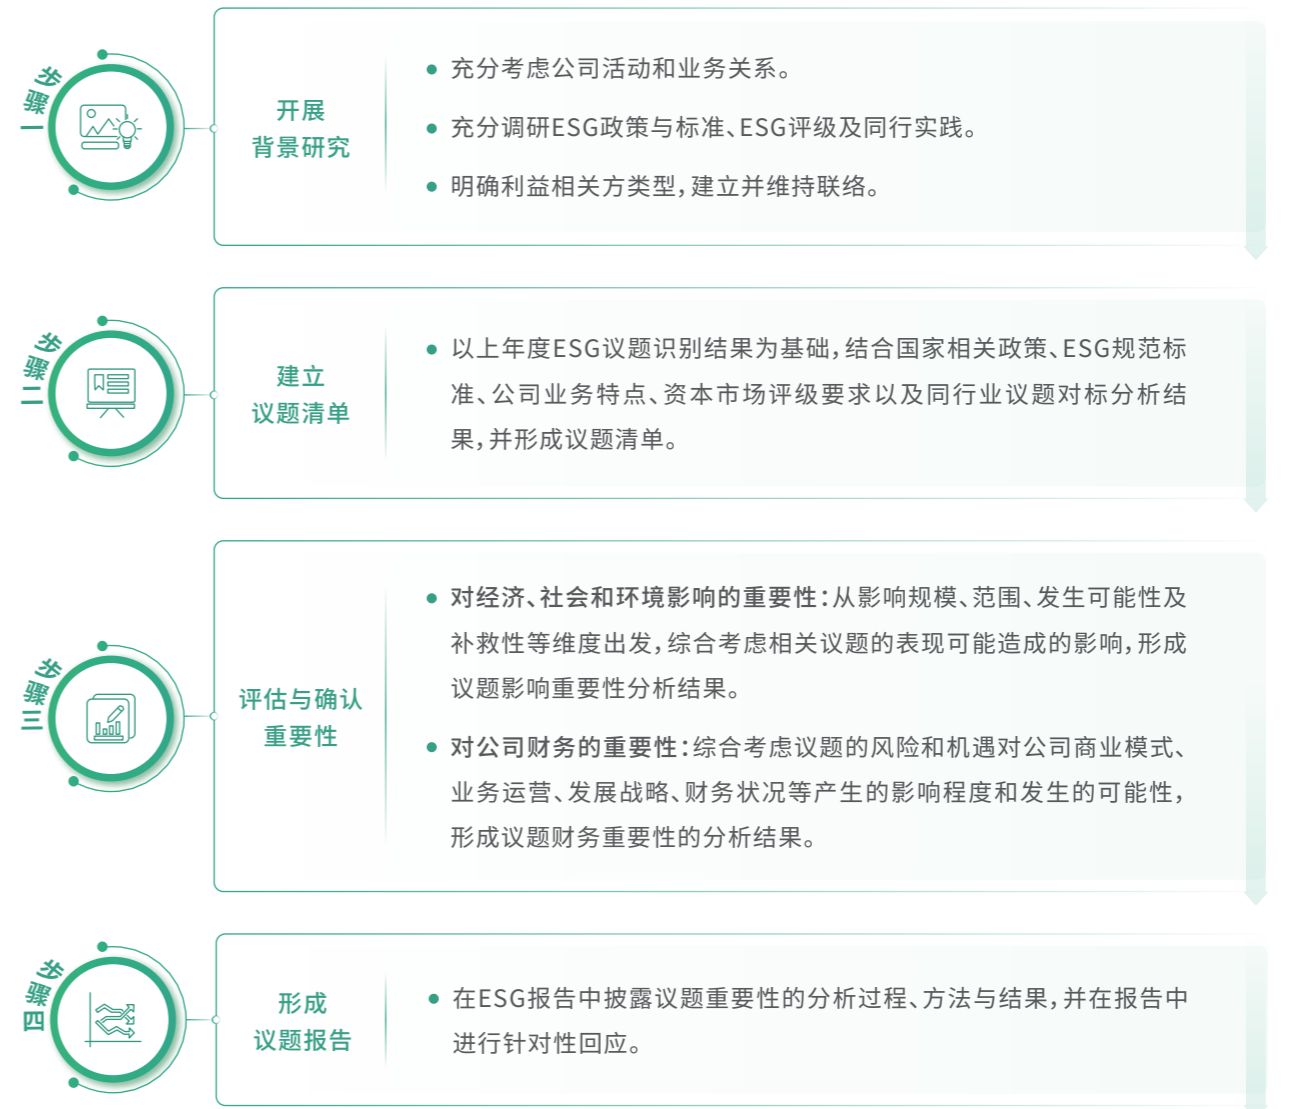 步骤一
开展
背景研究
充分考虑公司活动和业务关系。
充分调研ESG政策与标准、ESG评级及同行实践。
明确利益相关方类型，建立并维持联络。
步骤二
建立
议题清单
以上年度ESG议题识别结果为基础，结合国家相关政策、ESG规范标
准、公司业务特点、资本市场评级要求以及同行业议题对标分析结
果，并形成议题清单。
步骤三
评估与确认
重要性
对经济、社会和环境影响的重要性：从影响规模、范围、发生可能性及
补救性等维度出发，综合考虑相关议题的表现可能造成的影响，形成
议题影响重要性分析结果。
对公司财务的重要性：综合考虑议题的风险和机遇对公司商业模式、
业务运营、发展战略、财务状况等产生的影响程度和发生的可能性，
形成议题财务重要性的分析结果。
步骤四
形成
议题报告
在ESG报告中披露议题重要性的分析过程、方法与结果，并在报告中
进行针对性回应。